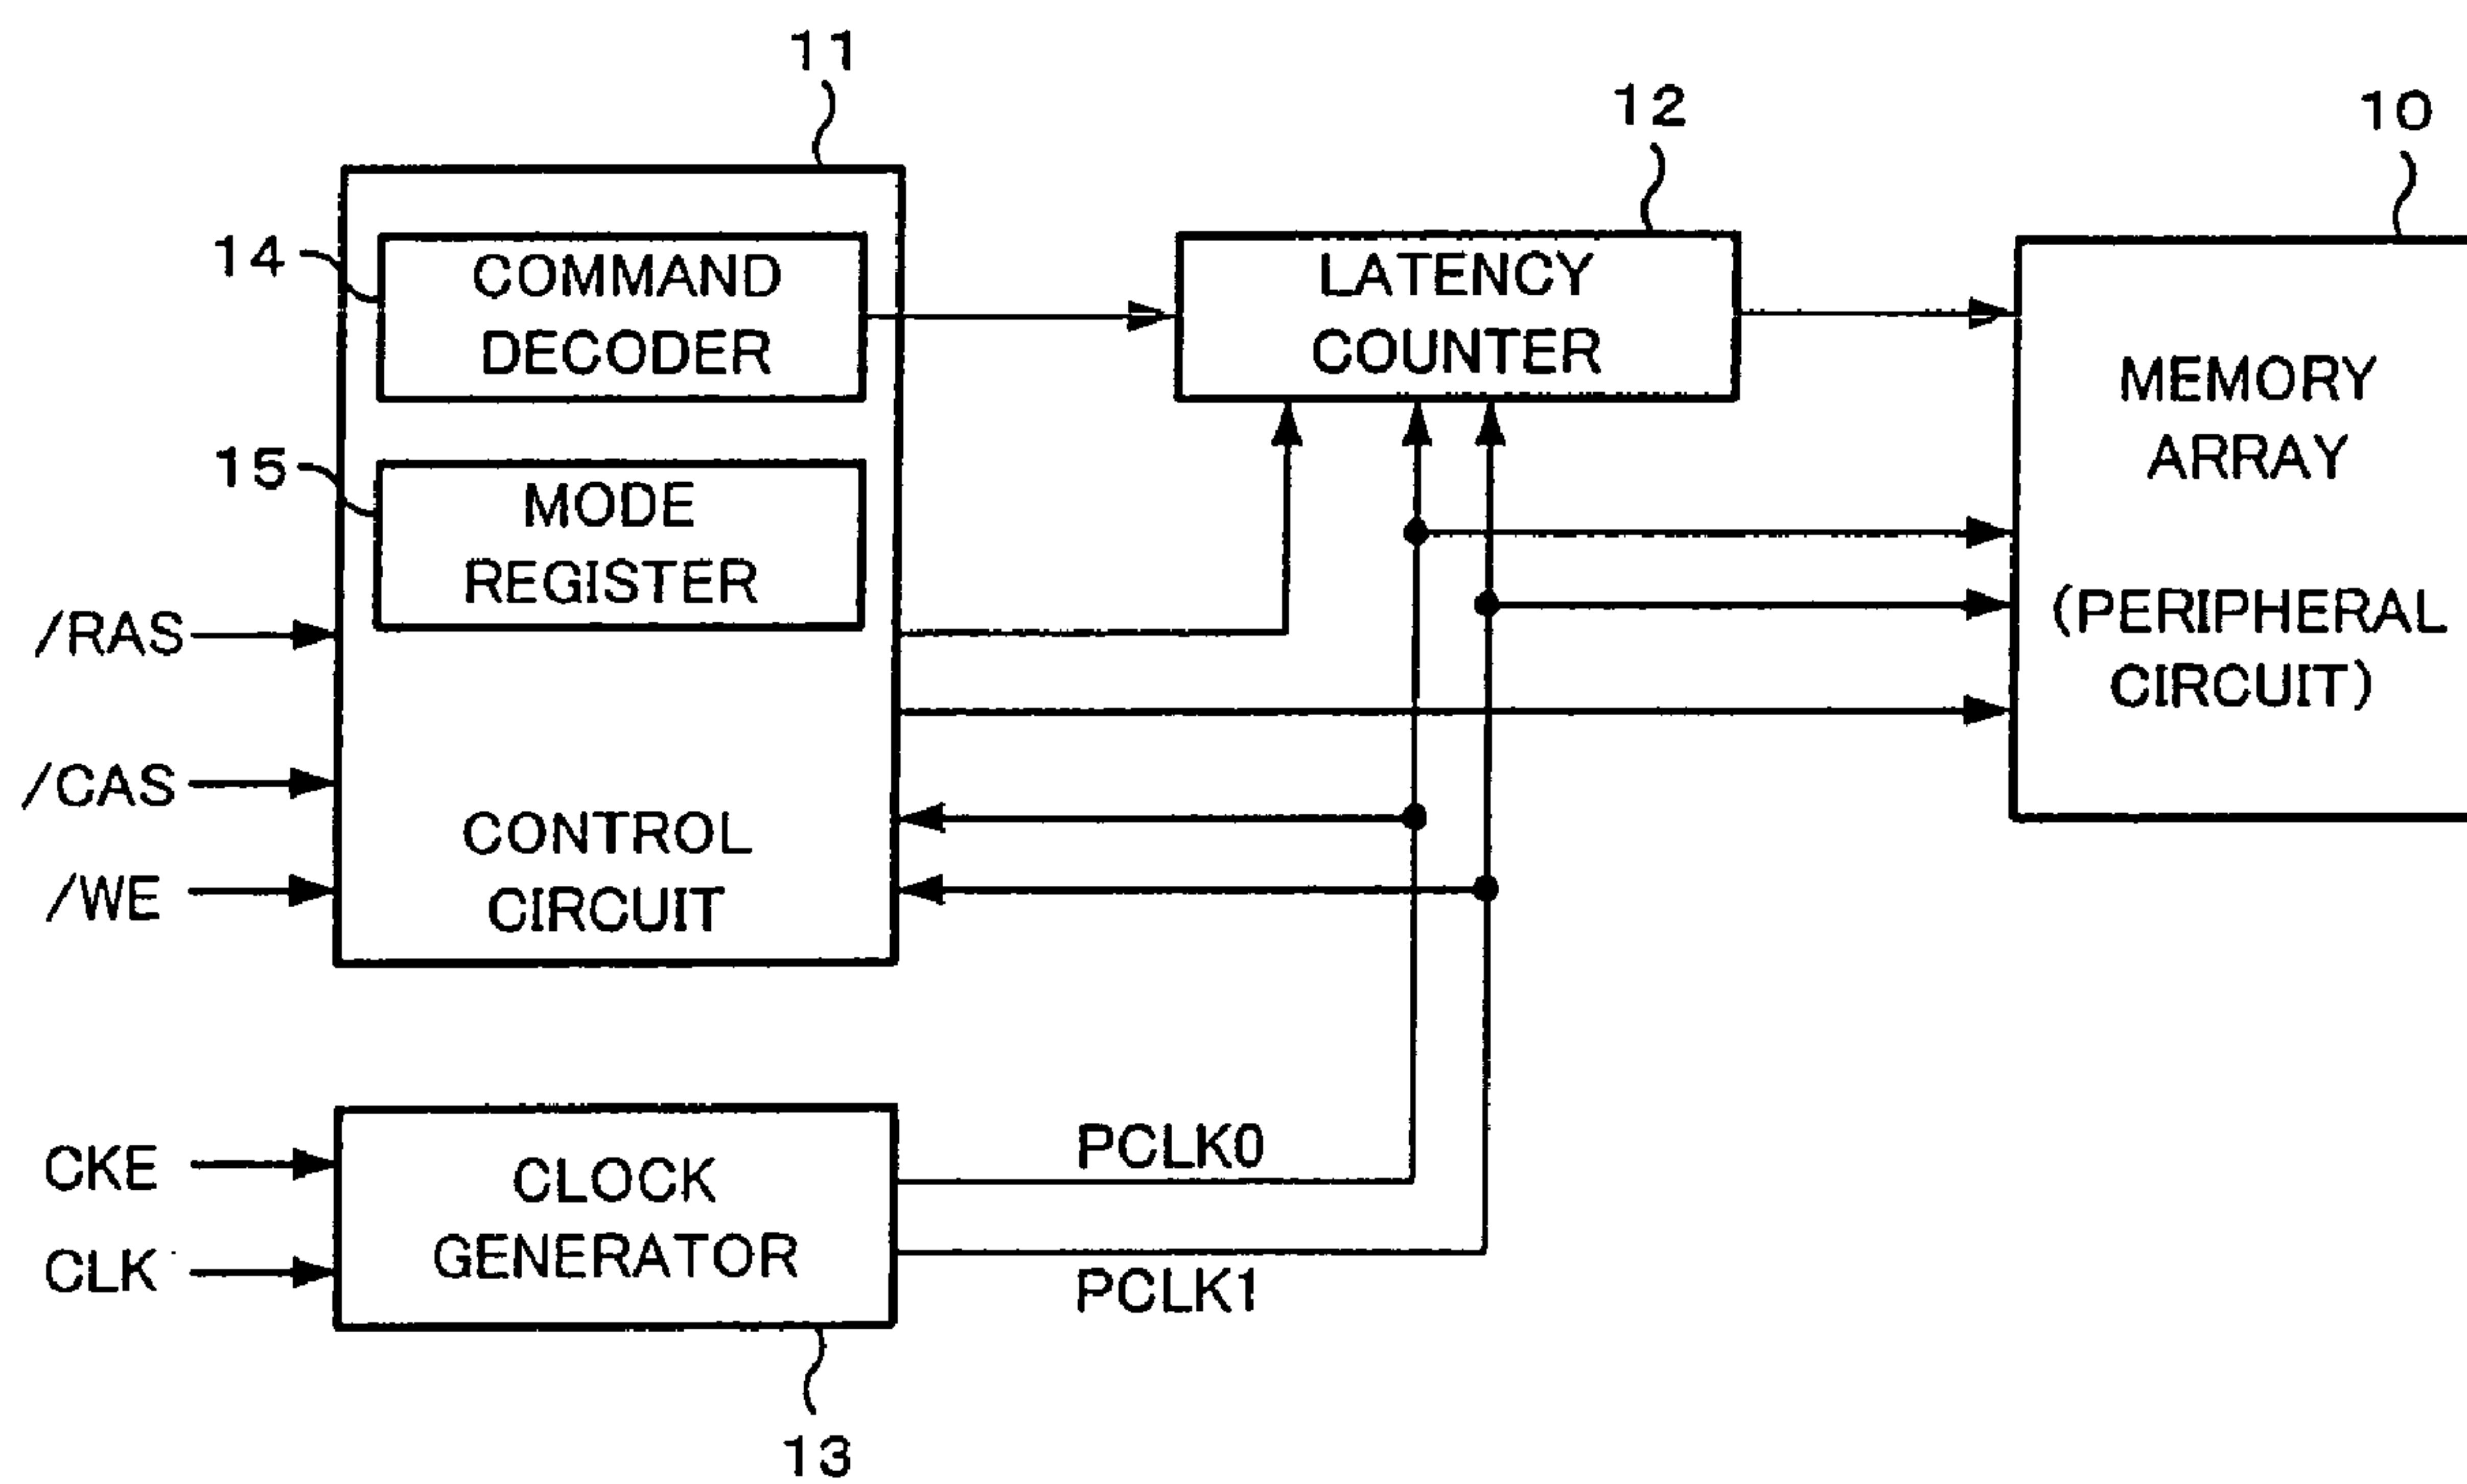 11
12
10
14
COMMAND
DECODER
LATENCY
COUNTER
MEMORY
ARRAY
15
MODE
REGISTER
(PERIPHERAL
CIRCUIT)
/RAS
/CAS
/WE
CONTROL
CIRCUIT
CKE
CLK
CLOCK
GENERATOR
PCLK0
PCLK1
13